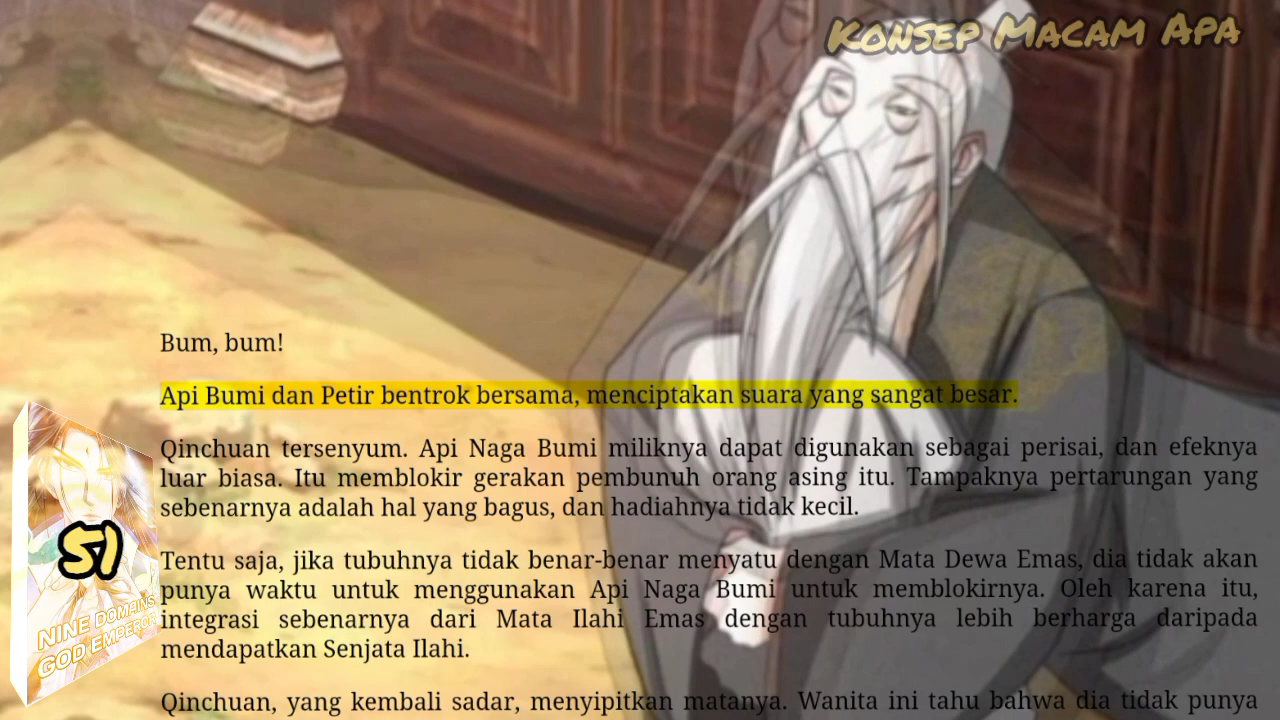 Konsep Macam Apa
Bum, bum!
Api Bumi dan Petir bentrok bersama, menciptakan suara yang sangat besar.
Qinchuan tersenyum. Api Naga Bumi miliknya dapat digunakan sebagai perisai, dan efeknya
luar biasa. Itu memblokir gerakan pembunuh orang asing itu. Tampaknya pertarungan yang
sebenarnya adalah hal yang bagus, dan hadiahnya tidak kecil.
Tentu saja, jika tubuhnya tidak benar-benar menyatu dengan Mata Dewa Emas, dia tidak akan
punya waktu untuk menggunakan Api Naga Bumi untuk memblokirnya. Oleh karena itu,
integrasi sebenarnya dari Mata Ilahi Emas dengan tubuhnya lebih berharga daripada
mendapatkan Senjata Ilahi.
Qinchuan, yang kembali sadar, menyipitkan matanya. Wanita ini tahu bahwa dia tidak punya
51
NINE DOMAINS
GOD EMPEROR